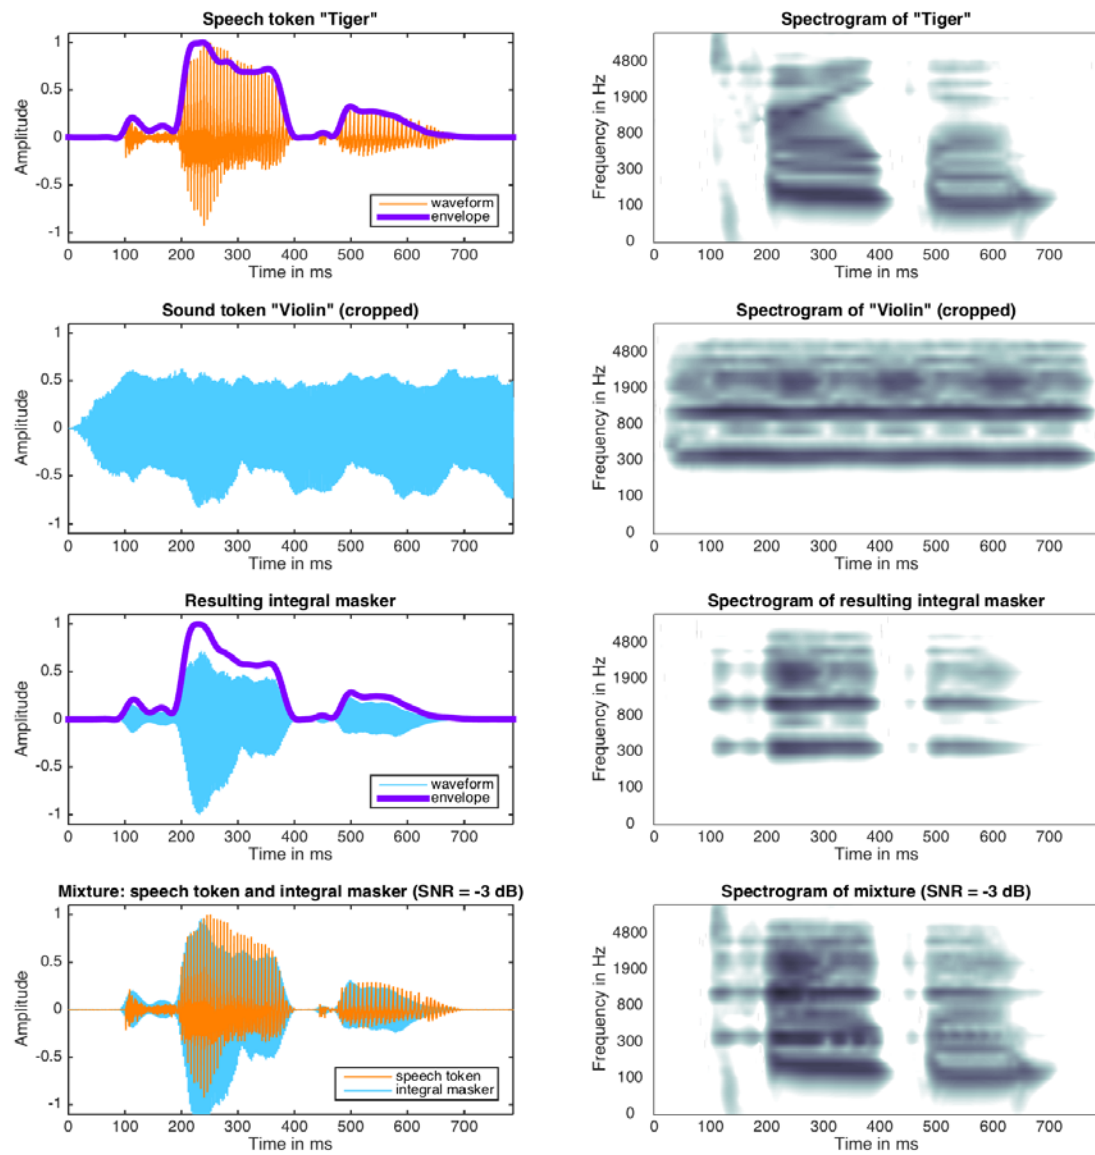 Speech token "Tiger"
1
0.5
0
-0.5
-1
Amplitude
waveform
envelope
0 100 200 300 400 500 600 700
Time in ms
Spectrogram of "Tiger"
4800
1900
800
300
100
0
Frequency in Hz
0 100 200 300 400 500 600 700
Time in ms
Sound token "Violin" (cropped)
1
0.5
0
-0.5
-1
Amplitude
0 100 200 300 400 500 600 700
Time in ms
Spectrogram of "Violin" (cropped)
4800
1900
800
300
100
0
Frequency in Hz
0 100 200 300 400 500 600 700
Time in ms
Resulting integral masker
1
0.5
0
-0.5
-1
Amplitude
waveform
envelope
0 100 200 300 400 500 600 700
Time in ms
Spectrogram of resulting integral masker
4800
1900
800
300
100
0
Frequency in Hz
0 100 200 300 400 500 600 700
Time in ms
Mixture: speech token and integral masker (SNR = -3 dB)
1
0.5
0
-0.5
-1
Amplitude
speech token
integral masker
0 100 200 300 400 500 600 700
Time in ms
Spectrogram of mixture (SNR = -3 dB)
4800
1900
800
300
100
0
Frequency in Hz
0 100 200 300 400 500 600 700
Time in ms